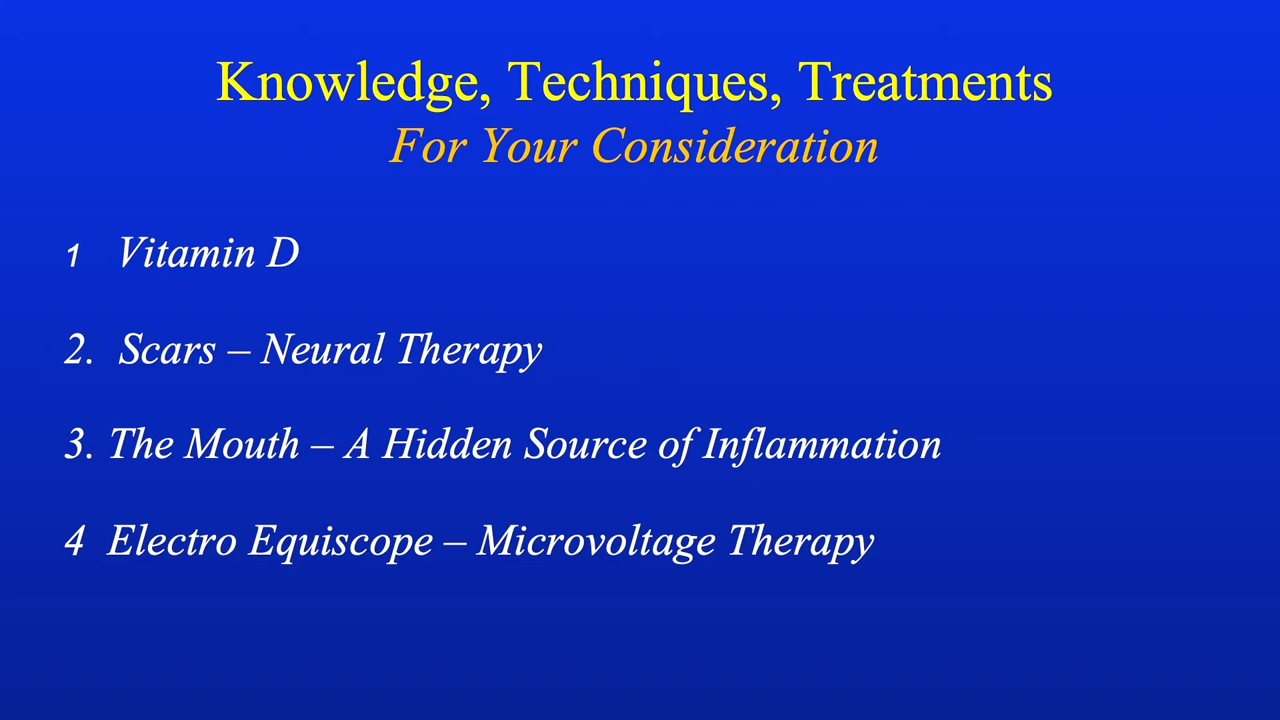 Knowledge, Techniques, Treatments
For Your Consideration
1 Vitamin D
2. Scars – Neural Therapy
3. The Mouth – A Hidden Source of Inflammation
4 Electro Equiscope – Microvoltage Therapy